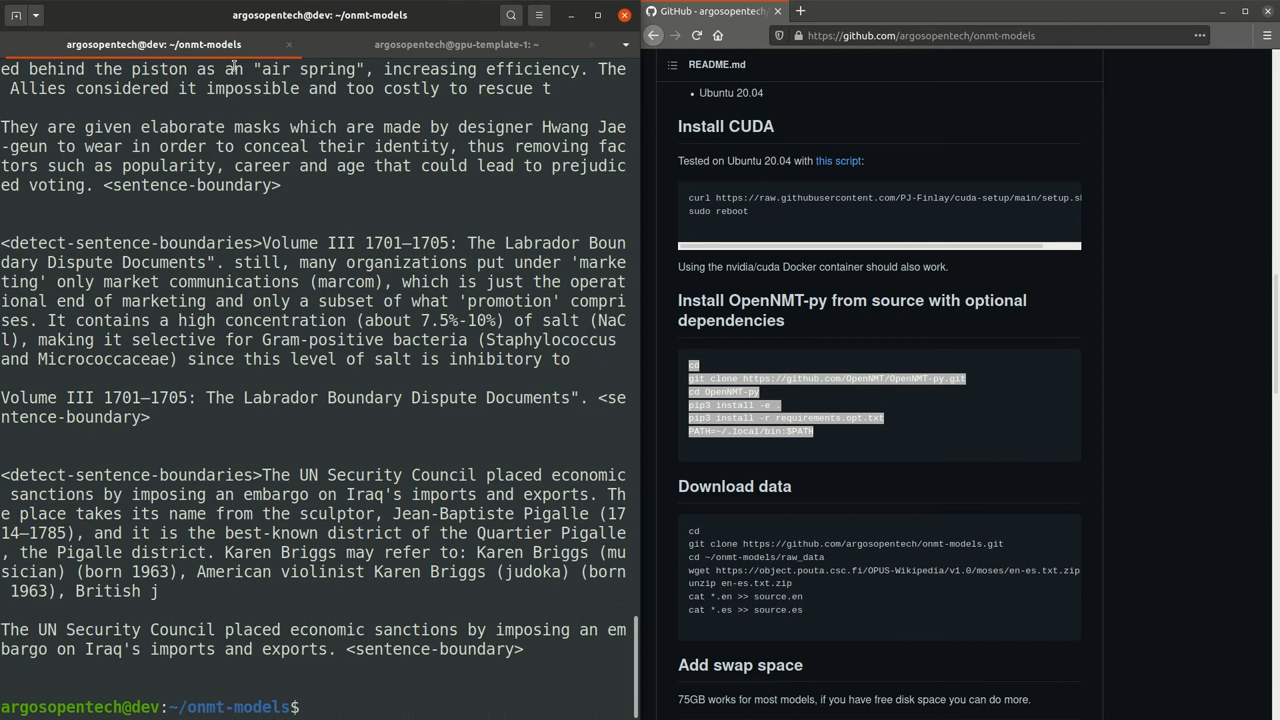 argosopentech@dev: ~/onmt-models
argosopentech@dev: ~/onmt-models
argosopentech@gpu-template-1: ~
ed behind the piston as an "air spring", increasing efficiency. The
 Allies considered it impossible and too costly to rescue t
They are given elaborate masks which are made by designer Hwang Jae
-geun to wear in order to conceal their identity, thus removing fac
tors such as popularity, career and age that could lead to prejudic
ed voting. <sentence-boundary>
<detect-sentence-boundaries>Volume III 1701–1705: The Labrador Boun
dary Dispute Documents". still, many organizations put under 'marke
ting' only market communications (marcom), which is just the operat
ional end of marketing and only a subset of what 'promotion' compri
ses. It contains a high concentration (about 7.5%-10%) of salt (NaC
l), making it selective for Gram-positive bacteria (Staphylococcus
and Micrococcaceae) since this level of salt is inhibitory to
Volume III 1701–1705: The Labrador Boundary Dispute Documents". <se
ntence-boundary>
<detect-sentence-boundaries>The UN Security Council placed economic
 sanctions by imposing an embargo on Iraq's imports and exports. Th
e place takes its name from the sculptor, Jean-Baptiste Pigalle (17
14–1785), and it is the best-known district of the Quartier Pigalle
, the Pigalle district. Karen Briggs may refer to: Karen Briggs (mu
sician) (born 1963), American violinist Karen Briggs (judoka) (born
 1963), British j
The UN Security Council placed economic sanctions by imposing an em
bargo on Iraq's imports and exports. <sentence-boundary>
argosopentech@dev:~/onmt-models$
GitHub - argosopentech/
https://github.com/argosopentech/onmt-models
README.md
• Ubuntu 20.04
Install CUDA
Tested on Ubuntu 20.04 with this script:
curl https://raw.githubusercontent.com/PJ-Finlay/cuda-setup/main/setup.sh
sudo reboot
Using the nvidia/cuda Docker container should also work.
Install OpenNMT-py from source with optional
dependencies
cd
git clone https://github.com/OpenNMT/OpenNMT-py.git
cd OpenNMT-py
pip3 install -e .
pip3 install -r requirements.opt.txt
PATH=~/.local/bin:$PATH
Download data
cd
git clone https://github.com/argosopentech/onmt-models.git
cd ~/onmt-models/raw_data
wget https://object.pouta.csc.fi/OPUS-Wikipedia/v1.0/moses/en-es.txt.zip
unzip en-es.txt.zip
cat *.en >> source.en
cat *.es >> source.es
Add swap space
75GB works for most models, if you have free disk space you can do more.